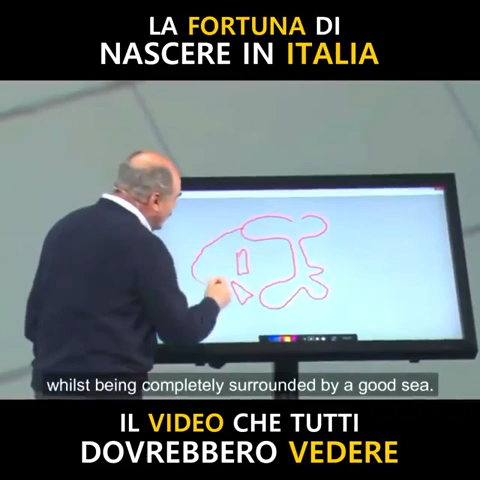 LA FORTUNA DI
NASCERE IN ITALIA
whilst being completely surrounded by a good sea.
IL VIDEO CHE TUTTI
DOVREBBERO VEDERE